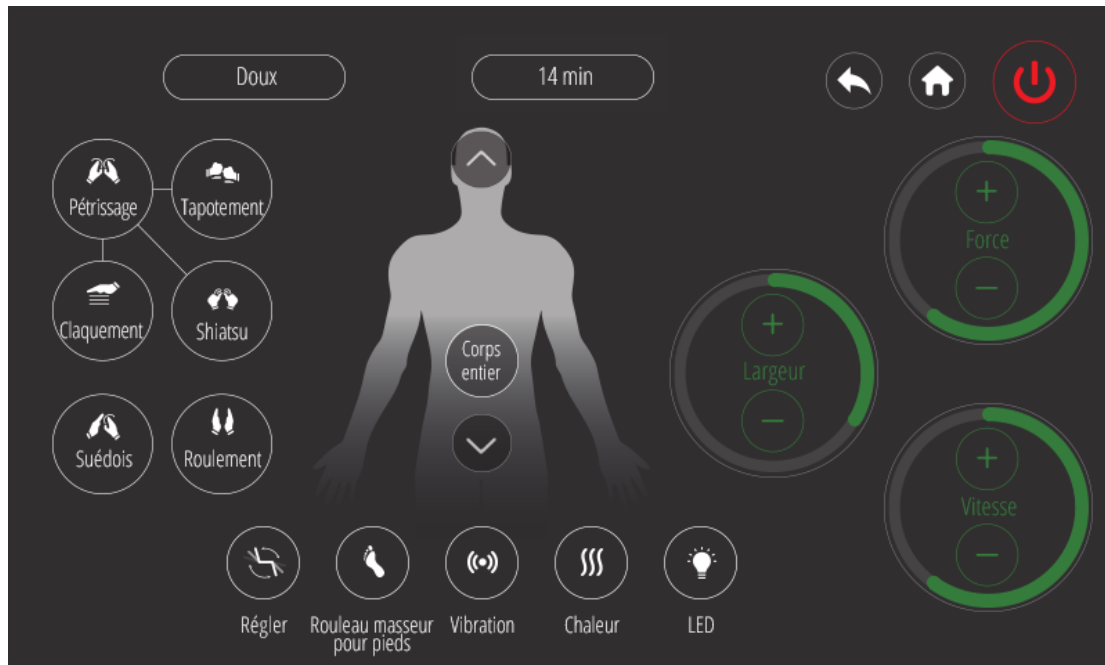 Doux
14 min
Pétrissage
Tapotement
Claquement
Shiatsu
Suédois
Roulement
Corps
entier
Force
Largeur
Vitesse
Régler
Rouleau masseur
pour pieds
Vibration
Chaleur
LED